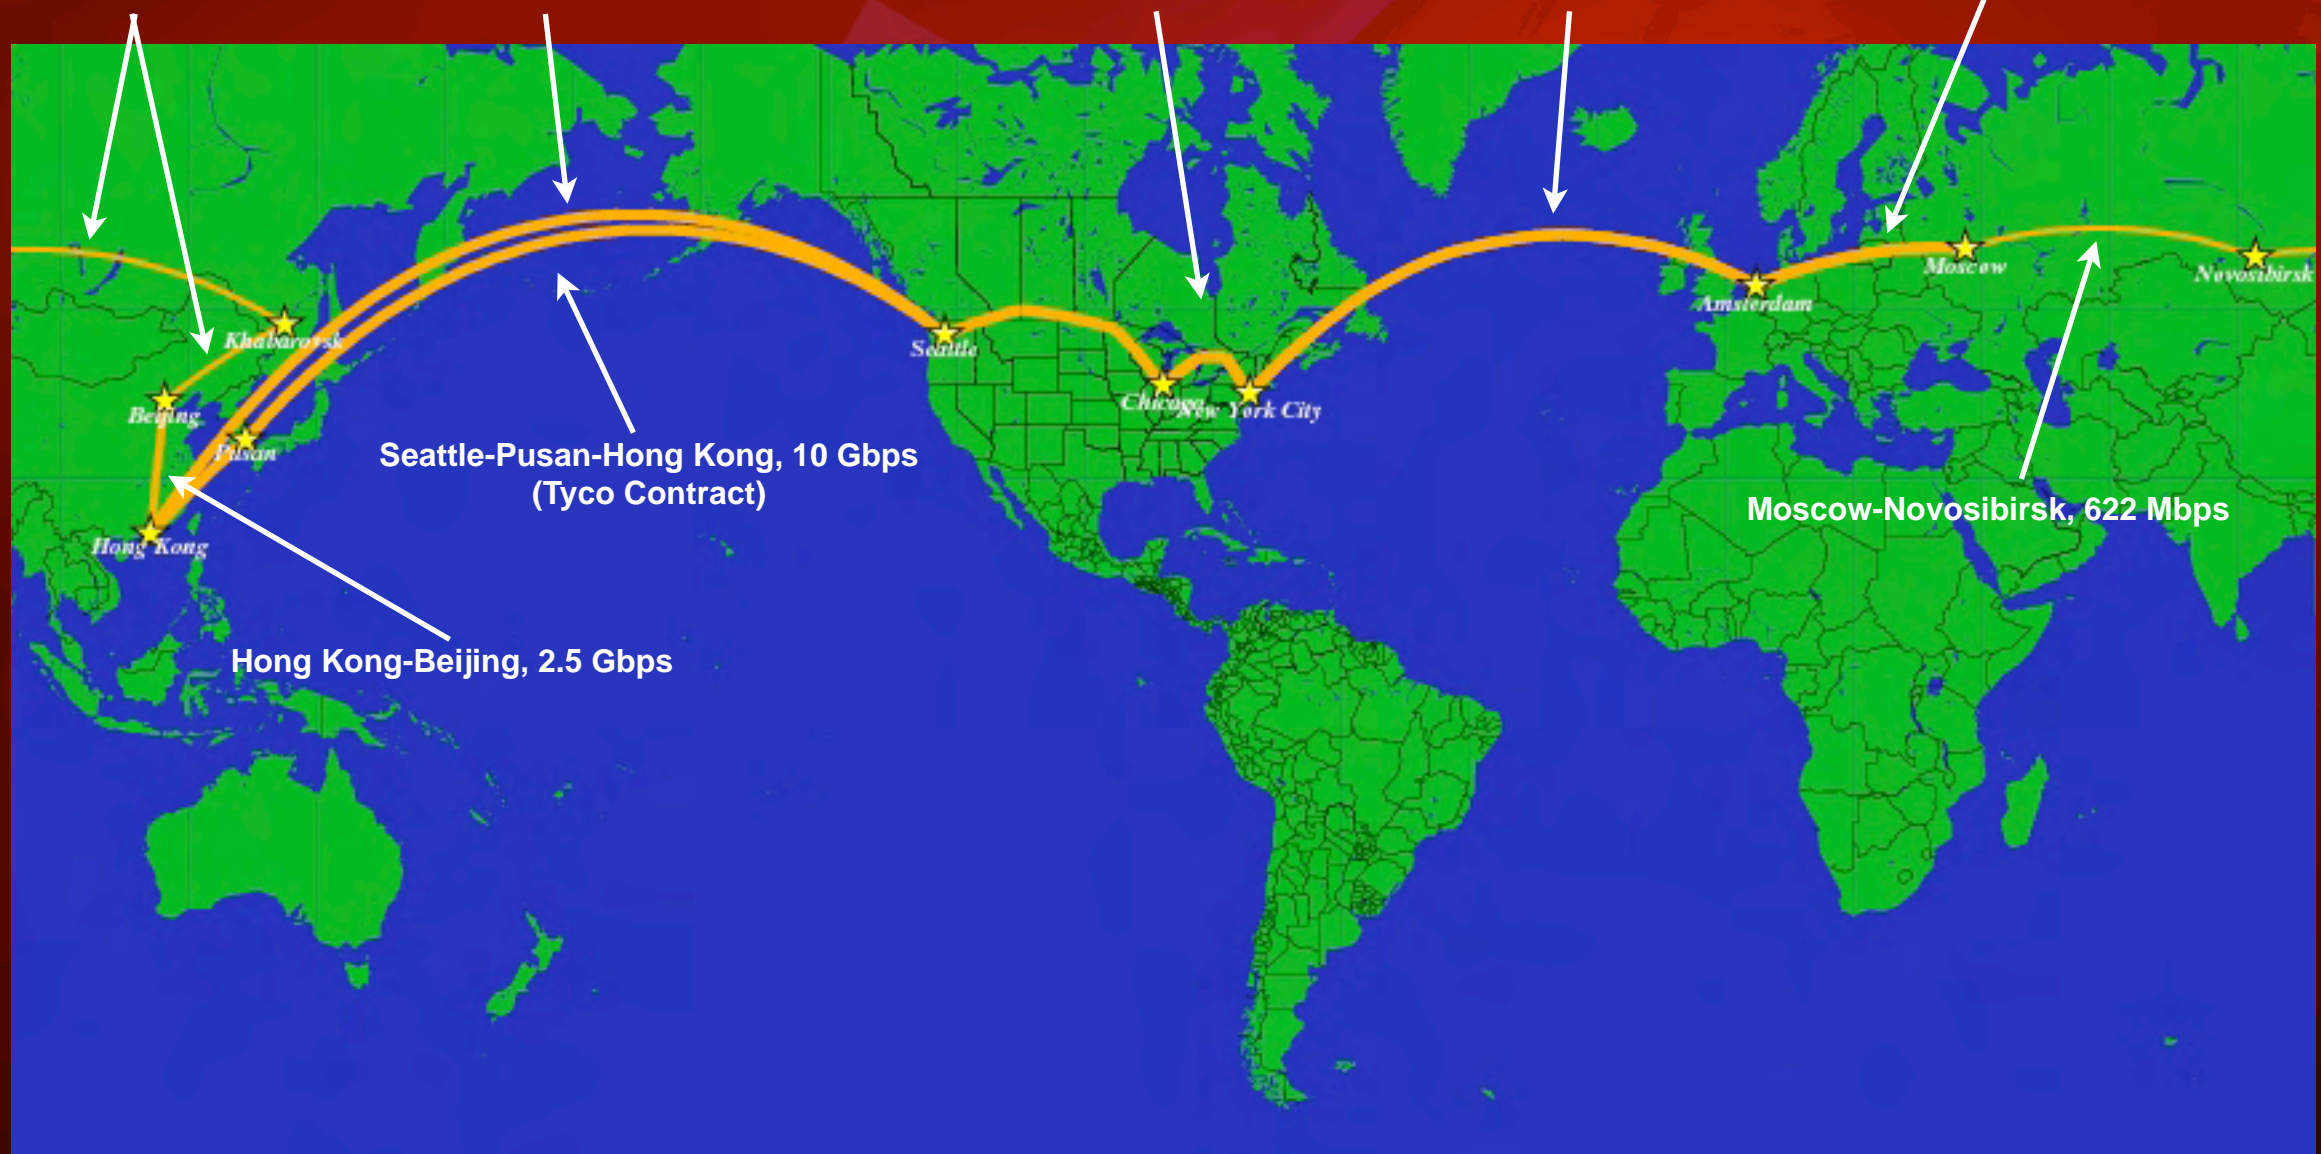 Moscow
Novosibirsk
Amsterdam
Khabarovsk
Seattle
Chicago
New York City
Beijing
Pusan
Seattle-Pusan-Hong Kong, 10 Gbps
(Tyco Contract)
Moscow-Novosibirsk, 622 Mbps
Hong Kong
Hong Kong-Beijing, 2.5 Gbps